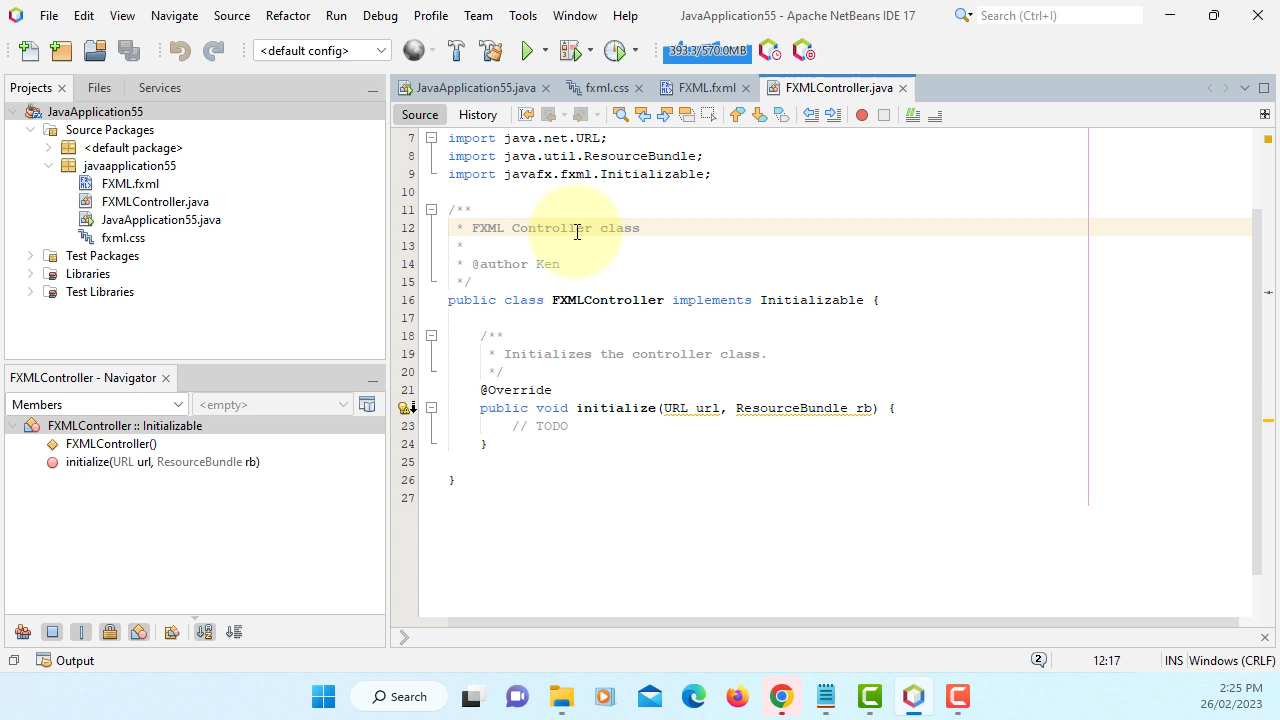 File Edit View Navigate Source Refactor Run Debug Profile Team Tools Window Help
JavaApplication55 - Apache NetBeans IDE 17
Search (Ctrl+I)
<default config>
393.3/570.0MB
Projects Files Services
JavaApplication55
Source Packages
<default package>
javaapplication55
FXML.fxml
FXMLController.java
JavaApplication55.java
fxml.css
Test Packages
Libraries
Test Libraries
FXMLController - Navigator
Members <empty>
FXMLController :: Initializable
FXMLController()
initialize(URL url, ResourceBundle rb)
Output
JavaApplication55.java fxml.css FXML.fxml FXMLController.java
Source History
7 import java.net.URL;
8 import java.util.ResourceBundle;
9 import javafx.fxml.Initializable;
10
11 /**
12 * FXML Controller class
13 *
14 * @author Ken
15 */
16 public class FXMLController implements Initializable {
17
18 /**
19 * Initializes the controller class.
20 */
21 @Override
public void initialize(URL url, ResourceBundle rb) {
23 // TODO
24 }
25
26 }
27
2
12:17 INS Windows (CRLF)
Search
2:25 PM
26/02/2023